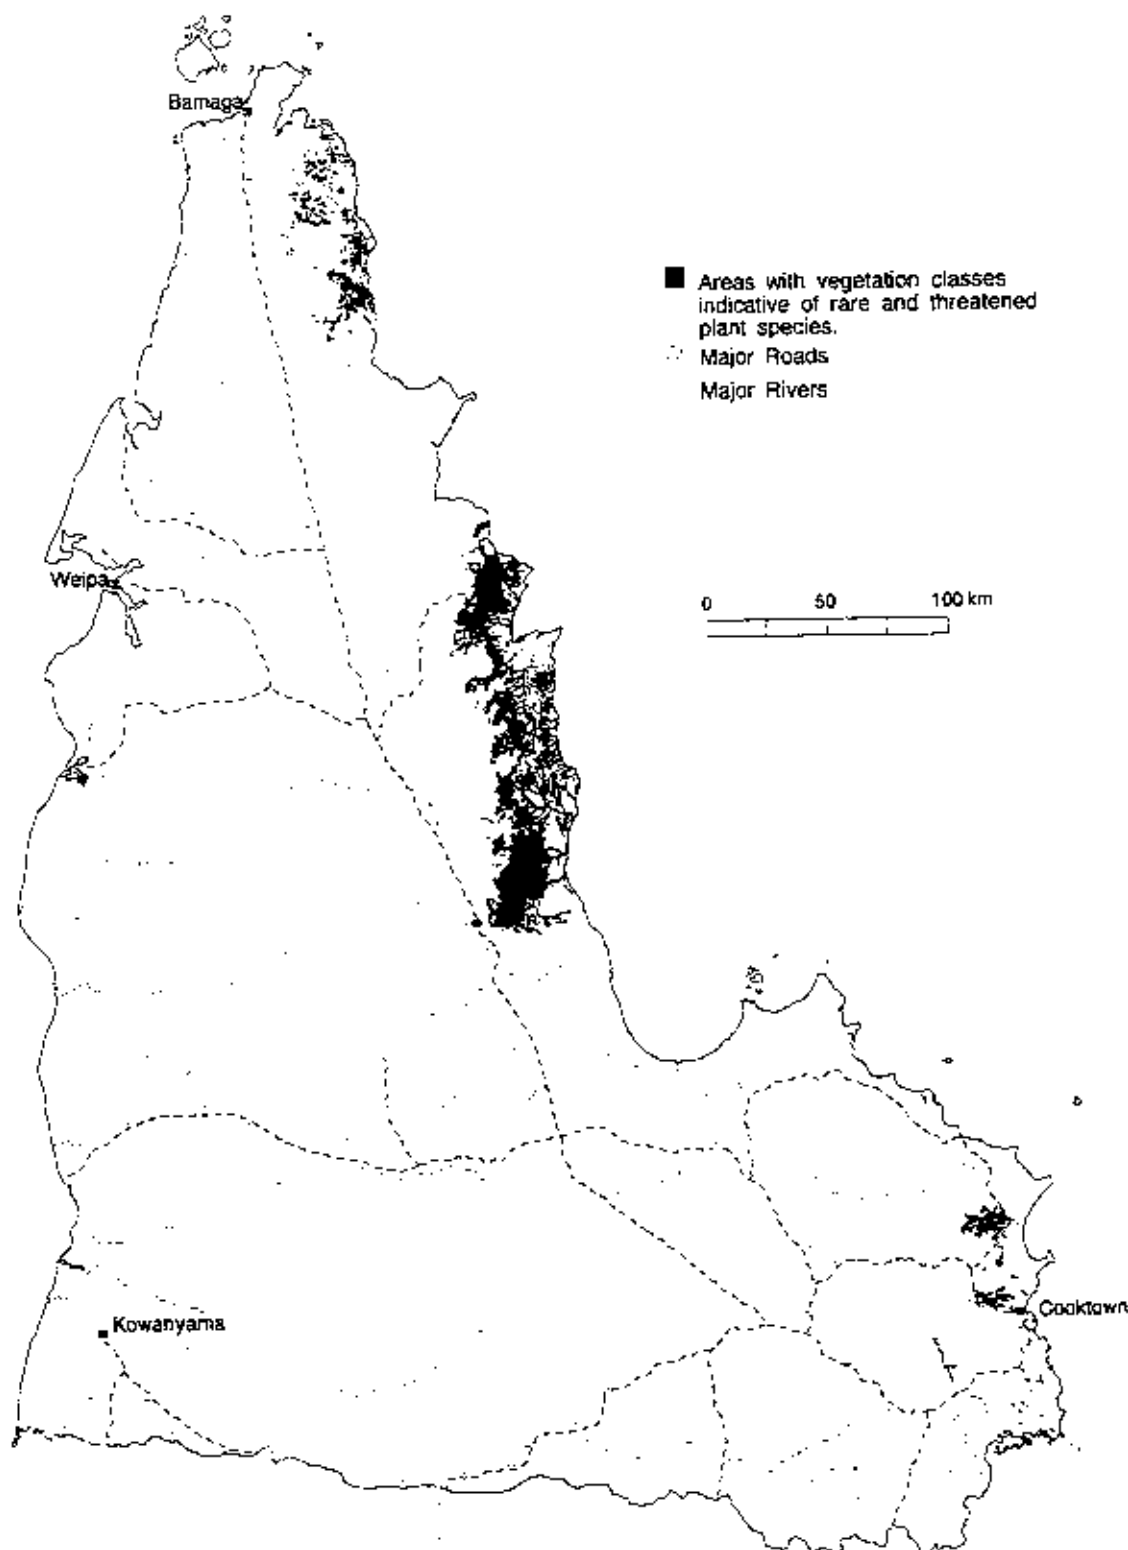 Bamaga
Areas with vegetation classes
indicative of rare and threatened
plant species.
Major Roads
Major Rivers
Weipa
0 50 100 km
Kowanyama
Cooktown